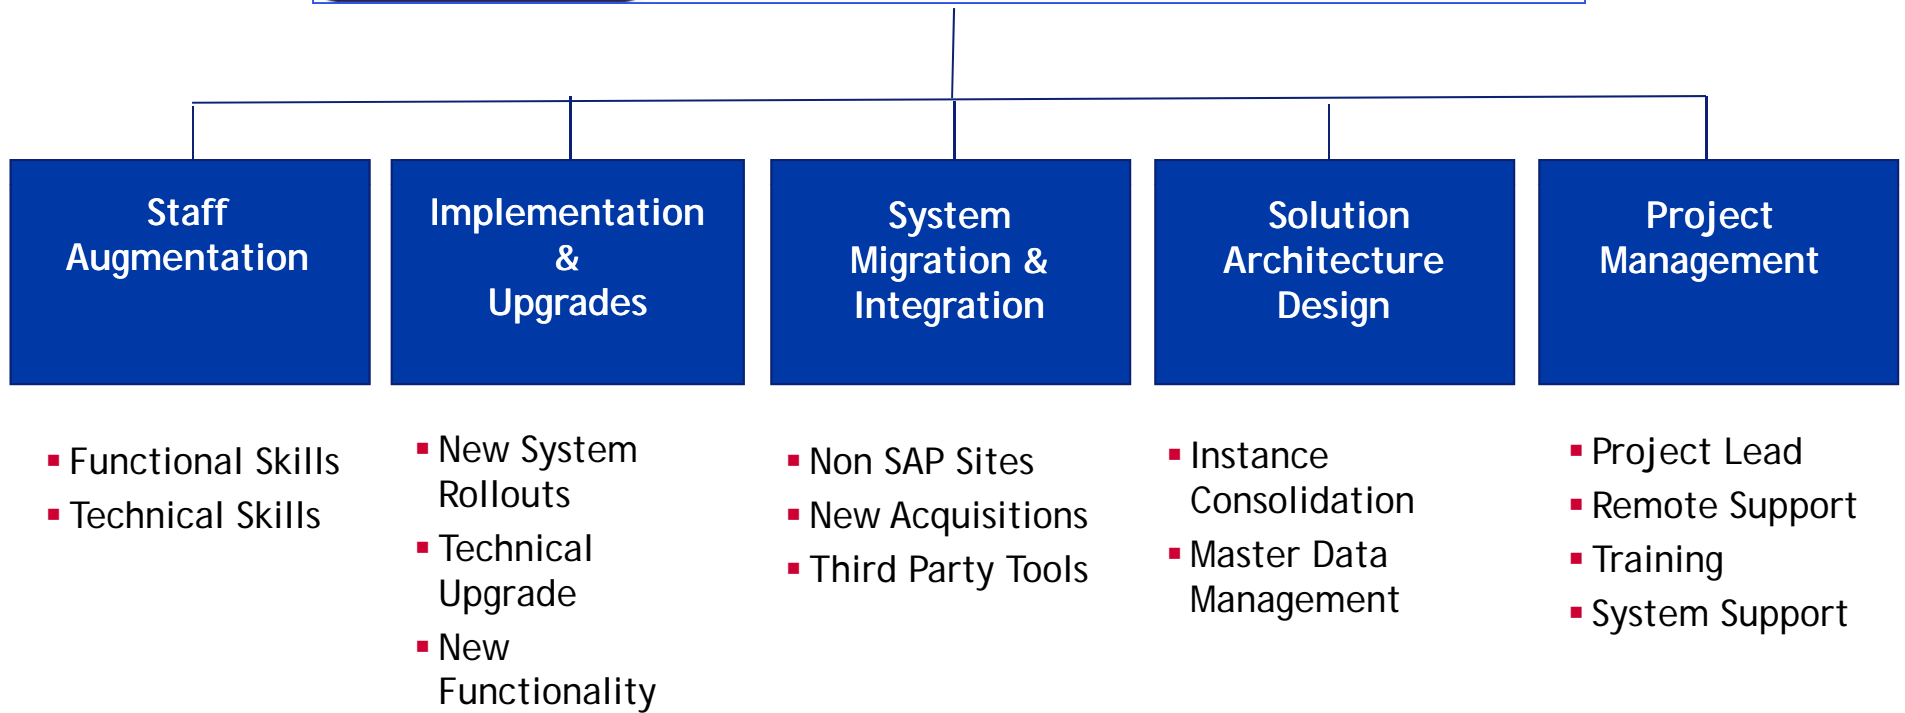 Staff
Augmentation
Implementation
&
Upgrades
System
Migration &
Integration
Solution
Architecture
Design
Project
Management
Functional Skills
Technical Skills
New System
Rollouts
Technical
Upgrade
New
Functionality
Non SAP Sites
New Acquisitions
Third Party Tools
Instance
Consolidation
Master Data
Management
Project Lead
Remote Support
Training
System Support